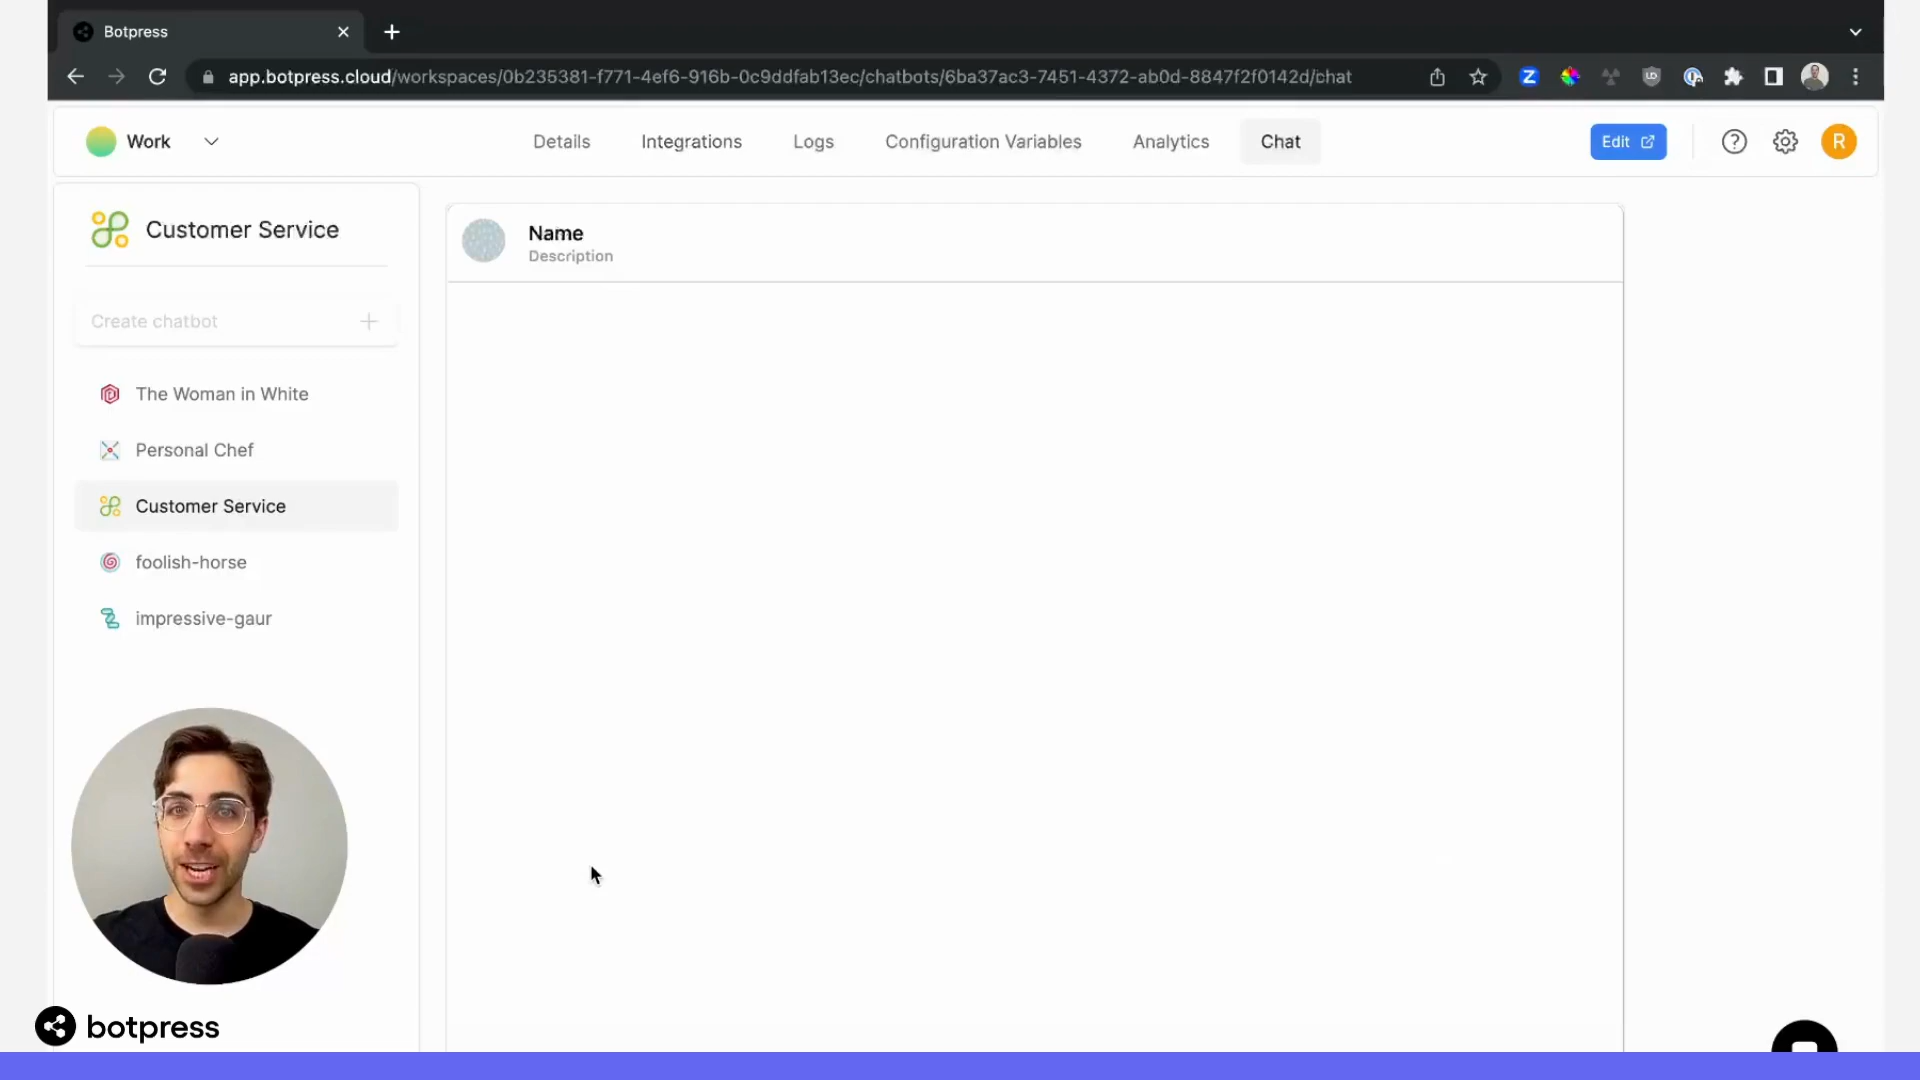 Botpress
app.botpress.cloud/workspaces/0b235381-f771-4ef6-916b-0c9ddfab13ec/chatbots/6ba37ac3-7451-4372-ab0d-8847f2f0142d/chat
Work
Details
Integrations
Logs
Configuration Variables
Analytics
Chat
Edit
R
Customer Service
Create chatbot
The Woman in White
Personal Chef
Customer Service
foolish-horse
impressive-gaur
Name
Description
botpress